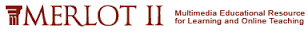 MERLOT II
Multimedia Educational Resource
for Learning and Online Teaching